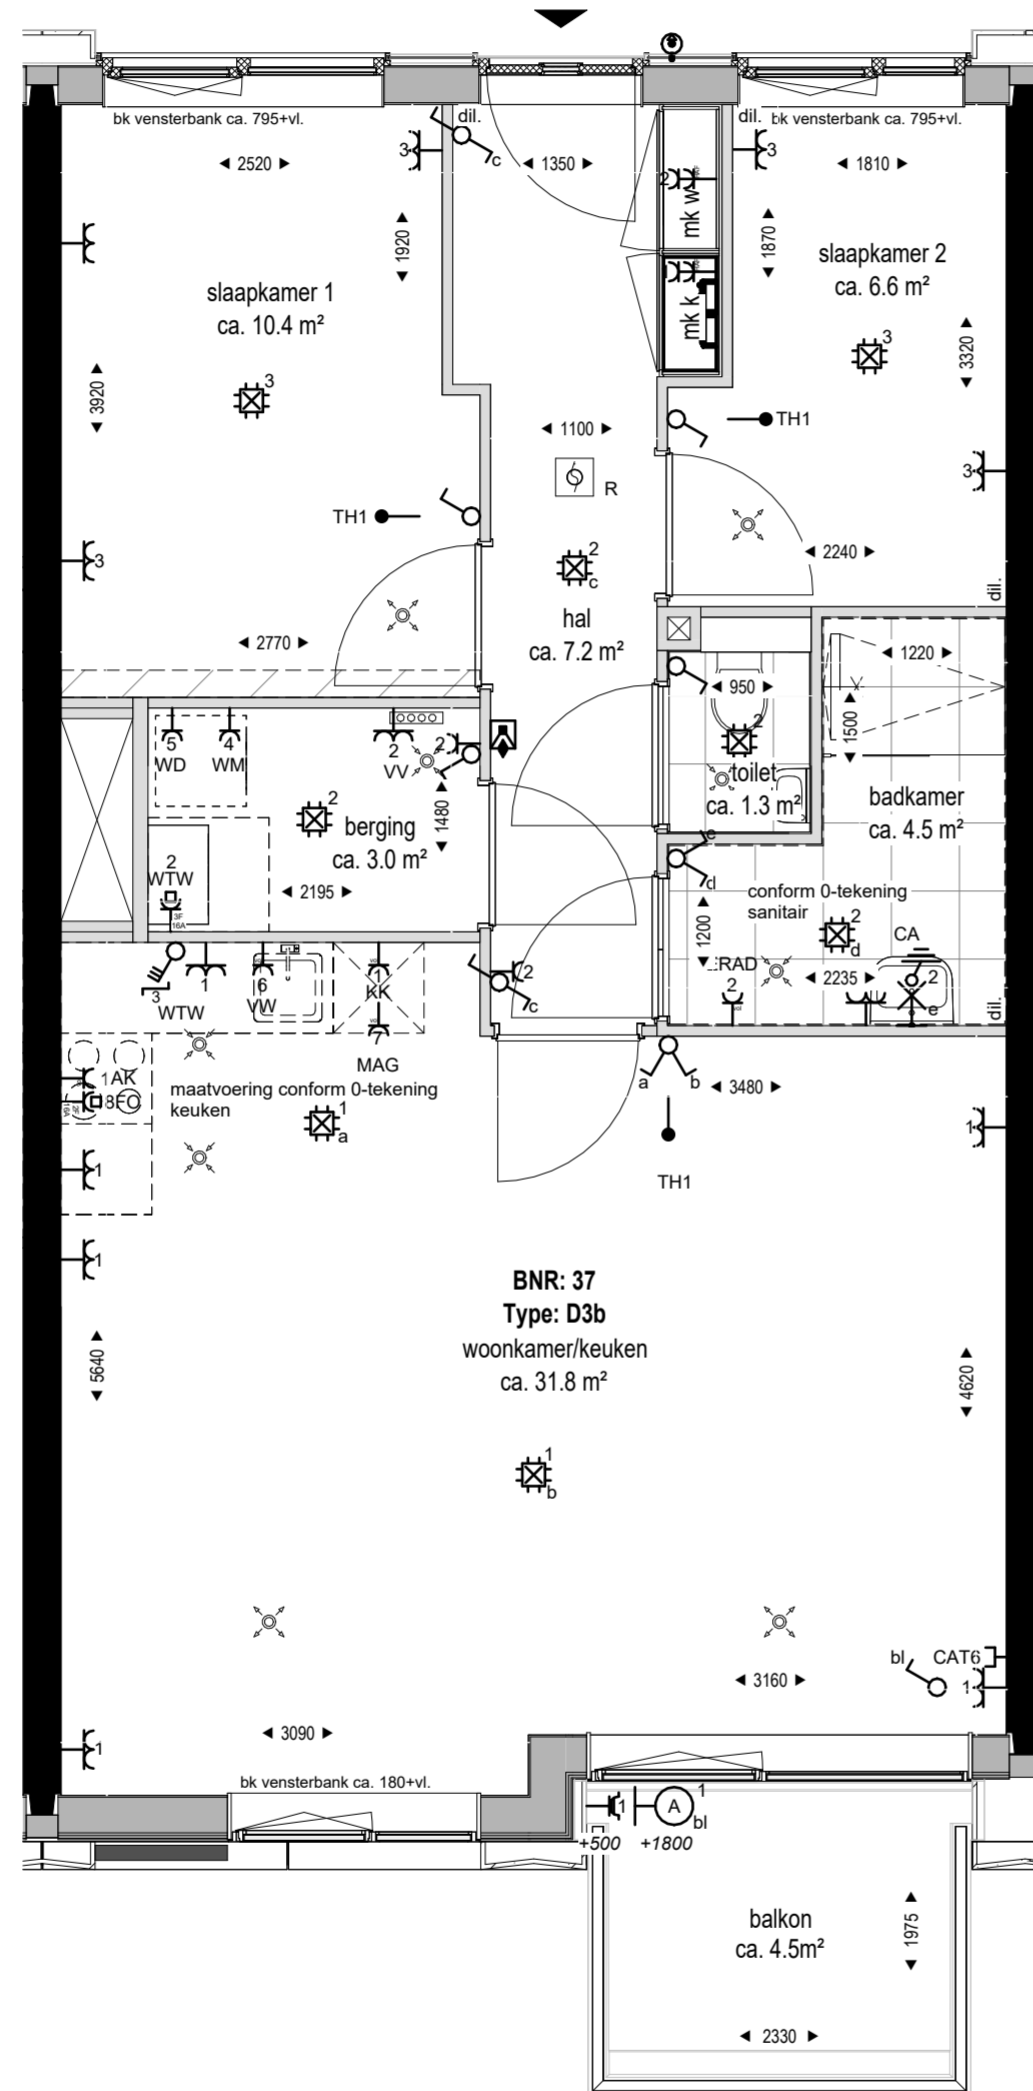 bk vensterbank ca. 795+vl.
dil.
dil.
bk vensterbank ca. 795+vl.
3
c
3
2520
1350
1810
2
mk w
1920
1870
slaapkamer 1
ca. 10.4 m²
slaapkamer 2
ca. 6.6 m²
mk k
3
3
3920
3320
1100
TH1
R
3
TH1
2
c
3
2240
hal
ca. 7.2 m²
dil.
2770
1220
950
1500
2
5
WD
4
WM
2
VV
2
toilet
ca. 1.3 m²
badkamer
ca. 4.5 m²
2
berging
ca. 3.0 m²
1480
2
WTW
3F
16A
2195
e
d
conform 0-tekening
sanitair
1200
2
d
CA
RAD
2
2235
2
e
dil.
3
WTW
1
6
VW
1
KK
7
MAG
2
c
1AK
8FO
maatvoering conform 0-tekening
keuken
1
a
a
b
3480
1
TH1
1
1
BNR: 37
Type: D3b
woonkamer/keuken
ca. 31.8 m²
5640
4620
1
b
bl
CAT6
1
3160
3090
1
bk vensterbank ca. 180+vl.
1
A
1
bl
+500
+1800
balkon
ca. 4.5m²
1975
2330